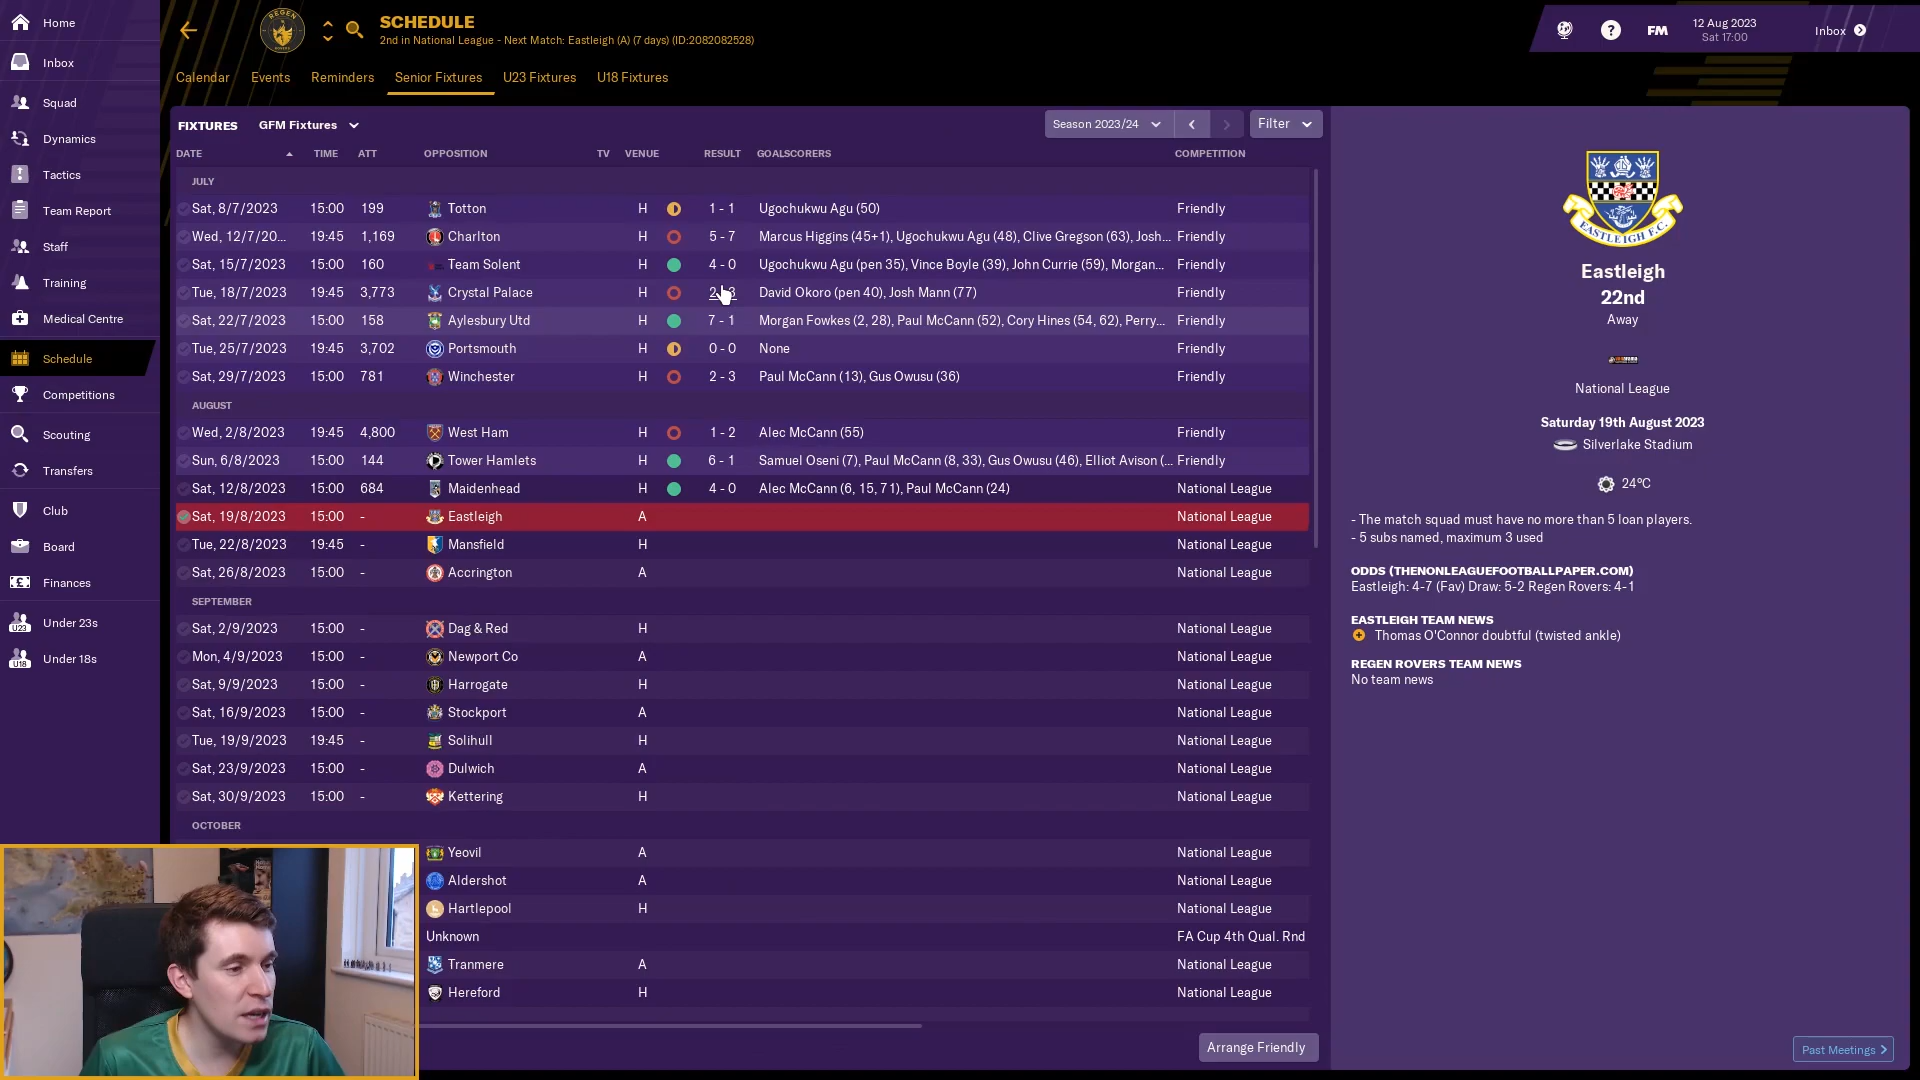 Home
Inbox
Squad
Dynamics
Tactics
Team Report
Staff
Training
Medical Centre
Schedule
Competitions
Scouting
Transfers
Club
Board
Finances
U23 Under 23s
U18 Under 18s
REGEN
SCHEDULE
2nd in National League - Next Match: Eastleigh (A) (7 days) (ID:2082082528)
? FM 12 Aug 2023 Inbox
Sat 17:00
Calendar Events Reminders Senior Fixtures U23 Fixtures U18 Fixtures
FIXTURES GFM Fixtures Season 2023/24 Filter
DATE TIME ATT OPPOSITION TV VENUE RESULT GOALSCORERS COMPETITION
JULY
Sat, 8/7/2023 15:00 199 Totton H 1 - 1 Ugochukwu Agu (50) Friendly
Wed, 12/7/20... 19:45 1,169 Charlton H 5 - 7 Marcus Higgins (45+1), Ugochukwu Agu (48), Clive Gregson (63), Josh... Friendly
Sat, 15/7/2023 15:00 160 Team Solent H 4 - 0 Ugochukwu Agu (pen 35), Vince Boyle (39), John Currie (59), Morgan... Friendly
Tue, 18/7/2023 19:45 3,773 Crystal Palace H 2 - 3 David Okoro (pen 40), Josh Mann (77) Friendly
Sat, 22/7/2023 15:00 158 Aylesbury Utd H 7 - 1 Morgan Fowkes (2, 28), Paul McCann (52), Cory Hines (54, 62), Perry... Friendly
Tue, 25/7/2023 19:45 3,702 Portsmouth H 0 - 0 None Friendly
Sat, 29/7/2023 15:00 781 Winchester H 2 - 3 Paul McCann (13), Gus Owusu (36) Friendly
AUGUST
Wed, 2/8/2023 19:45 4,800 West Ham H 1 - 2 Alec McCann (55) Friendly
Sun, 6/8/2023 15:00 144 Tower Hamlets H 6 - 1 Samuel Oseni (7), Paul McCann (8, 33), Gus Owusu (46), Elliot Avison (... Friendly
Sat, 12/8/2023 15:00 684 Maidenhead H 4 - 0 Alec McCann (6, 15, 71), Paul McCann (24) National League
Sat, 19/8/2023 15:00 - Eastleigh A National League
Tue, 22/8/2023 19:45 - Mansfield H National League
Sat, 26/8/2023 15:00 - Accrington A National League
SEPTEMBER
Sat, 2/9/2023 15:00 - Dag & Red H National League
Mon, 4/9/2023 15:00 - Newport Co A National League
Sat, 9/9/2023 15:00 - Harrogate H National League
Sat, 16/9/2023 15:00 - Stockport A National League
Tue, 19/9/2023 19:45 - Solihull H National League
Sat, 23/9/2023 15:00 - Dulwich A National League
Sat, 30/9/2023 15:00 - Kettering H National League
OCTOBER
Yeovil A National League
Aldershot A National League
Hartlepool H National League
Unknown FA Cup 4th Qual. Rnd
Tranmere A National League
Hereford H National League
Arrange Friendly
EASTLEIGH F.C.
Eastleigh
22nd
Away
National League
Saturday 19th August 2023
Silverlake Stadium
24°C
- The match squad must have no more than 5 loan players.
- 5 subs named, maximum 3 used
ODDS (THENONLEAGUEFOOTBALLPAPER.COM)
Eastleigh: 4-7 (Fav) Draw: 5-2 Regen Rovers: 4-1
EASTLEIGH TEAM NEWS
Thomas O'Connor doubtful (twisted ankle)
REGEN ROVERS TEAM NEWS
No team news
Past Meetings